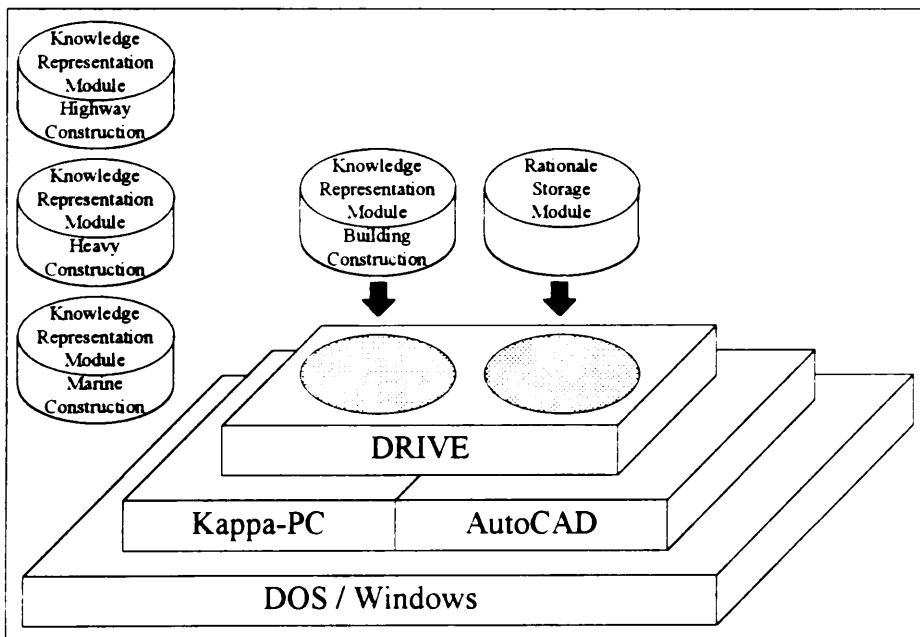 Knowledge
Representation
Module
Highway
Construction
Knowledge
Representation
Module
Heavy
Construction
Knowledge
Representation
Module
Marine
Construction
Knowledge
Representation
Module
Building
Construction
Rationale
Storage
Module
DRIVE
Kappa-PC
AutoCAD
DOS / Windows